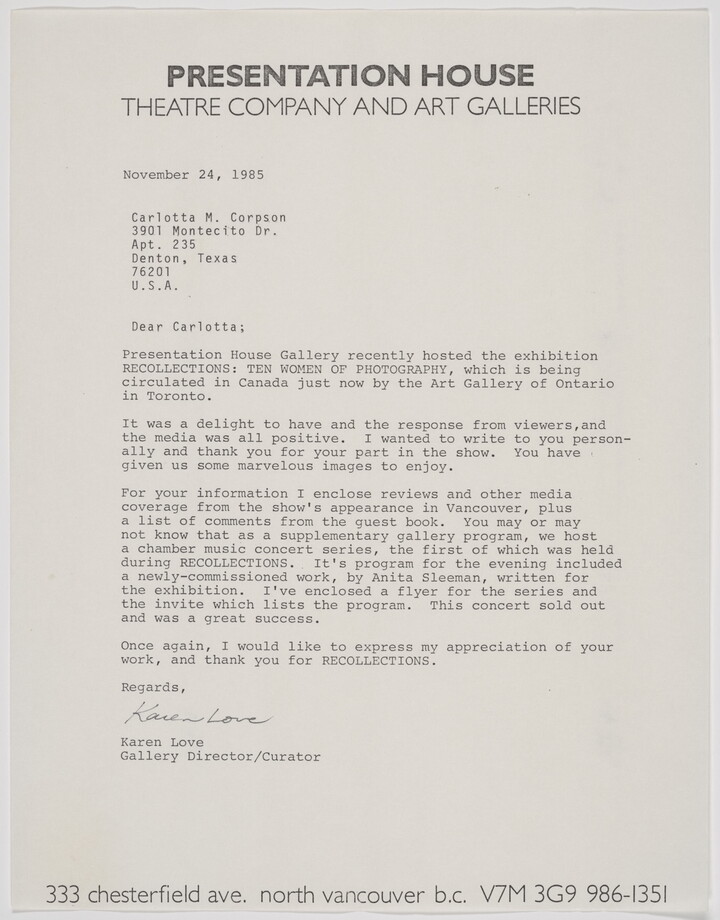 PRESENTATION HOUSE
THEATRE COMPANY AND ART GALLERIES
November 24, 1985
Carlotta M. Corpson
3901 Montecito Dr.
Apt. 235
Denton, Texas
76201
U.S.A.
Dear Carlotta;
Presentation House Gallery recently hosted the exhibition
RECOLLECTIONS: TEN WOMEN OF PHOTOGRAPHY, which is being
circulated in Canada just now by the Art Gallery of Ontario
in Toronto.
It was a delight to have and the response from viewers,and
the media was all positive. I wanted to write to you person-
ally and thank you for your part in the show. You have
given us some marvelous images to enjoy.
For your information I enclose reviews and other media
coverage from the show's appearance in Vancouver, plus
a list of comments from the guest book. You may or may
not know that as a supplementary gallery program, we host
a chamber music concert series, the first of which was held
during RECOLLECTIONS. It's program for the evening included
a newly-commissioned work, by Anita Sleeman, written for
the exhibition. I've enclosed a flyer for the series and
the invite which lists the program. This concert sold out
and was a great success.
Once again, I would like to express my appreciation of your
work, and thank you for RECOLLECTIONS.
Regards,
Karen Love
Karen Love
Gallery Director/Curator
333 chesterfield ave. north vancouver b.c. V7M 3G9 986-1351